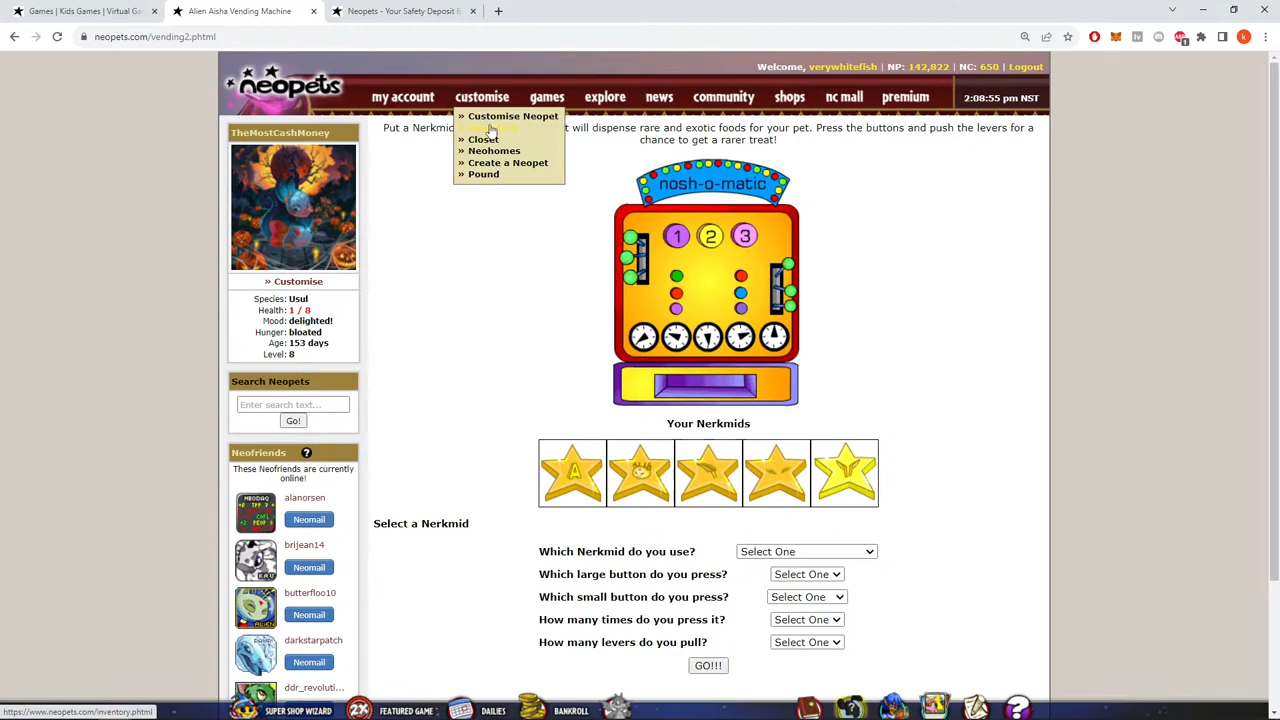 Games | Kids Games | Virtual Ga
Alien Aisha Vending Machine
Neopets - Your Safety Deposit B
neopets.com/vending2.phtml
neopets
Welcome, verywhitefish | NP: 142,822 | NC: 650 | Logout
my account customise games explore news community shops nc mall premium
2:08:55 pm NST
» Customise Neopet
» Closet
» Neohomes
» Create a Neopet
» Pound
Put a Nerkmid
t will dispense rare and exotic foods for your pet. Press the buttons and push the levers for a
chance to get a rarer treat!
TheMostCashMoney
» Customise
Species: Usul
Health: 1 / 8
Mood: delighted!
Hunger: bloated
Age: 153 days
Level: 8
Search Neopets
Enter search text...
Go!
Neofriends ?
These Neofriends are currently
online!
alanorsen
Neomail
brijean14
Neomail
butterfloo10
Neomail
darkstarpatch
Neomail
ddr_revoluti...
nosh-o-matic
1 2 3
Your Nerkmids
A
Select a Nerkmid
Which Nerkmid do you use? Select One
Which large button do you press? Select One
Which small button do you press? Select One
How many times do you press it? Select One
How many levers do you pull? Select One
GO!!!
https://www.neopets.com/inventory.phtml
SUPER SHOP WIZARD
2X FEATURED GAME
DAILIES
BANKROLL